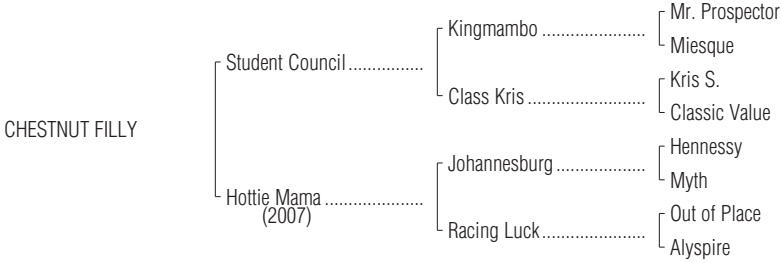 Mr. Prospector
Kingmambo ......................
Miesque
Student Council ................
Kris S.
Class Kris .........................
Classic Value
CHESTNUT FILLY
Hennessy
Johannesburg ...................
Myth
Hottie Mama .....................
(2007)
Out of Place
Racing Luck ......................
Alyspire